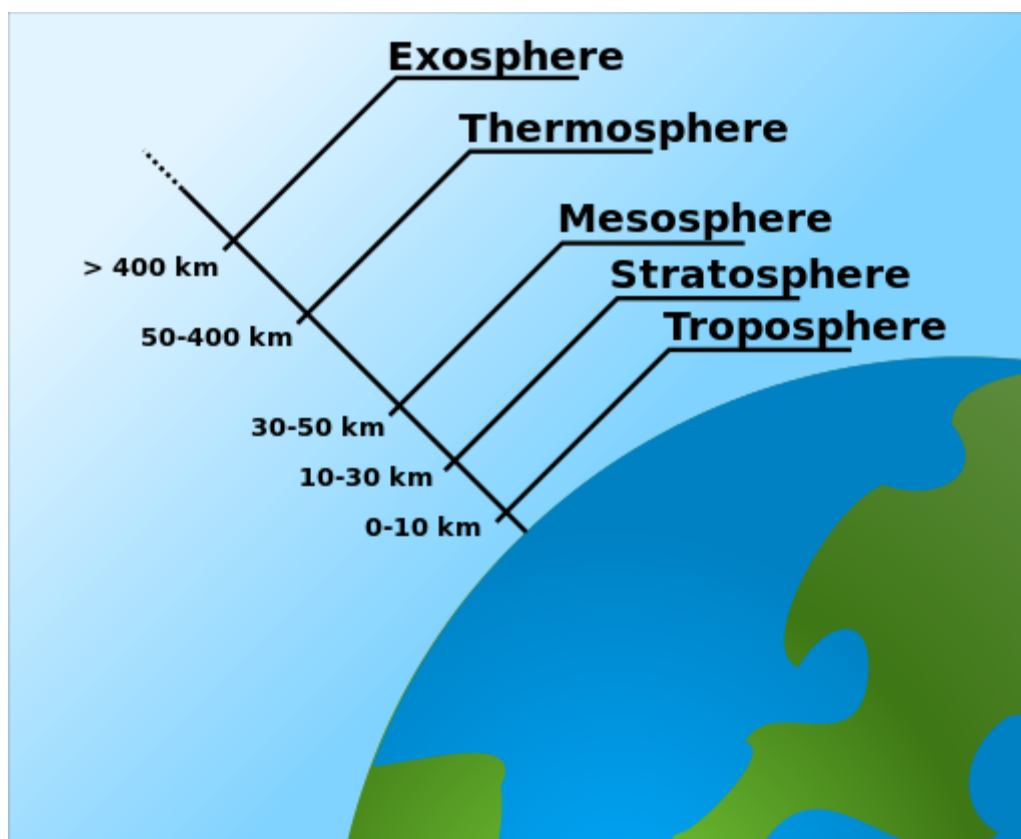 Exosphere
Thermosphere
Mesosphere
Stratosphere
Troposphere
> 400 km
50-400 km
30-50 km
10-30 km
0-10 km